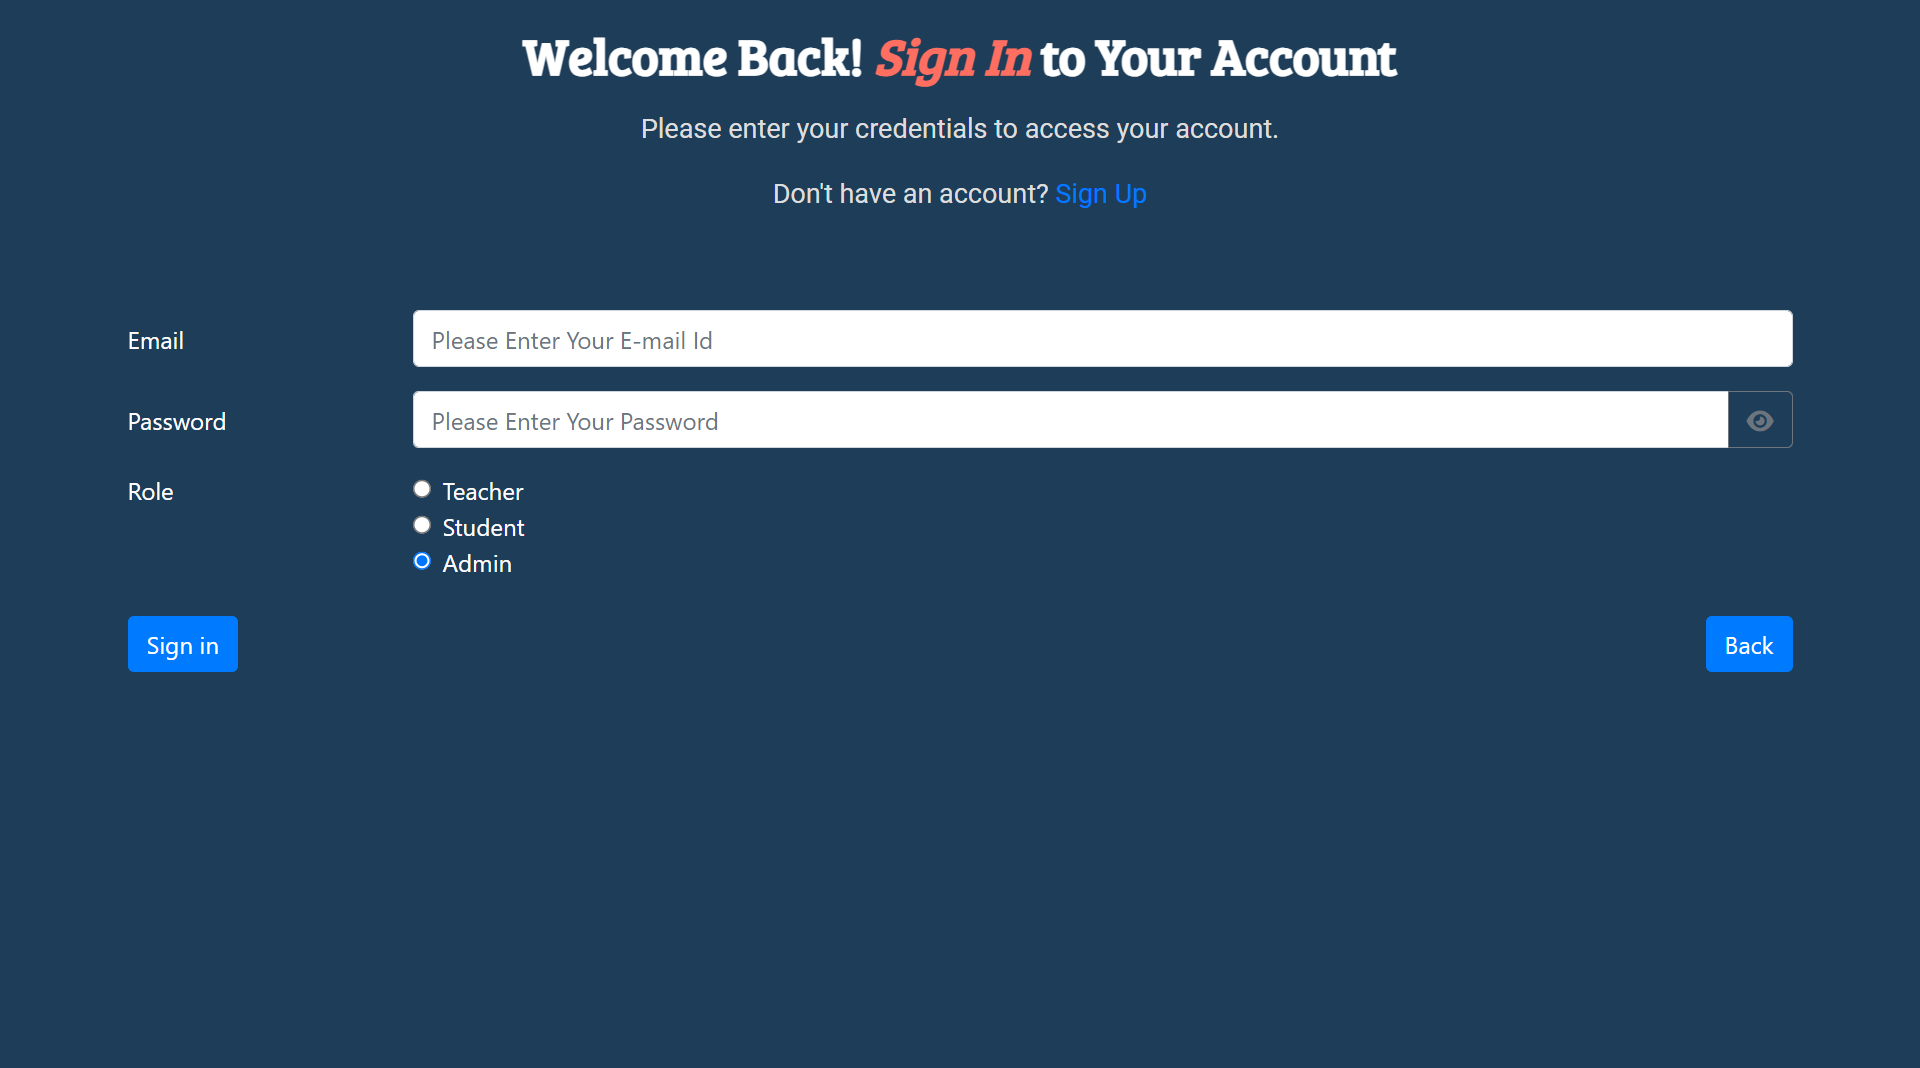 Welcome Back! Sign In to Your Account
Please enter your credentials to access your account.
Don't have an account? Sign Up
Email
Please Enter Your E-mail Id
Password
Please Enter Your Password
Role
Teacher
Student
Admin
Sign in
Back